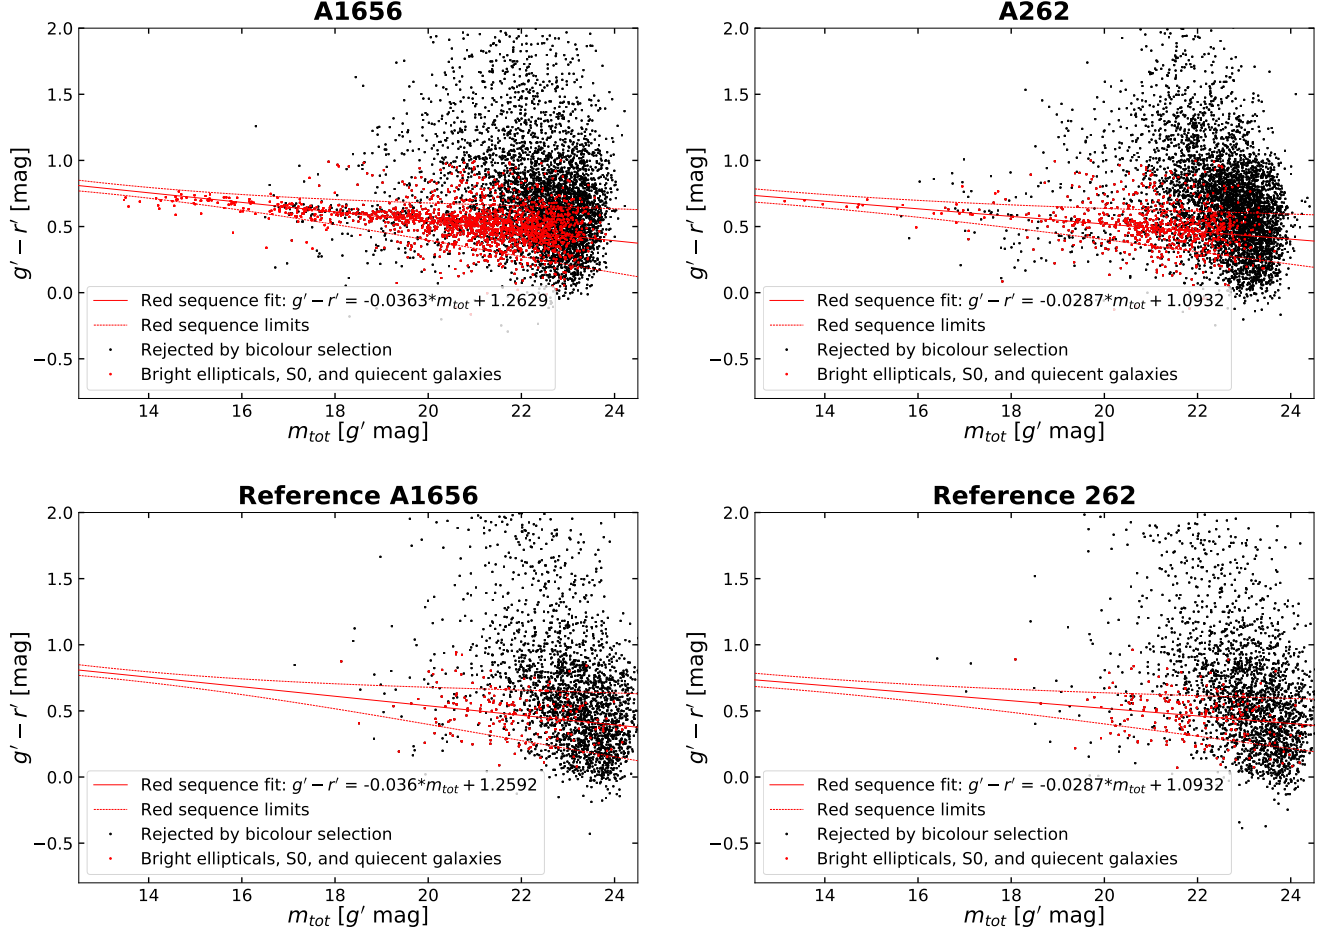 A1656
2.0
1.5
1.0
0.5
0.0
−0.5
g′ − r′ [mag]
Red sequence fit: g′ − r′ = -0.0363*m_tot + 1.2629
Red sequence limits
Rejected by bicolour selection
Bright ellipticals, S0, and quiecent galaxies
14 16 18 20 22 24
m_tot [g′ mag]
A262
2.0
1.5
1.0
0.5
0.0
−0.5
g′ − r′ [mag]
Red sequence fit: g′ − r′ = -0.0287*m_tot + 1.0932
Red sequence limits
Rejected by bicolour selection
Bright ellipticals, S0, and quiecent galaxies
14 16 18 20 22 24
m_tot [g′ mag]
Reference A1656
2.0
1.5
1.0
0.5
0.0
−0.5
g′ − r′ [mag]
Red sequence fit: g′ − r′ = -0.036*m_tot + 1.2592
Red sequence limits
Rejected by bicolour selection
Bright ellipticals, S0, and quiecent galaxies
14 16 18 20 22 24
m_tot [g′ mag]
Reference 262
2.0
1.5
1.0
0.5
0.0
−0.5
g′ − r′ [mag]
Red sequence fit: g′ − r′ = -0.0287*m_tot + 1.0932
Red sequence limits
Rejected by bicolour selection
Bright ellipticals, S0, and quiecent galaxies
14 16 18 20 22 24
m_tot [g′ mag]